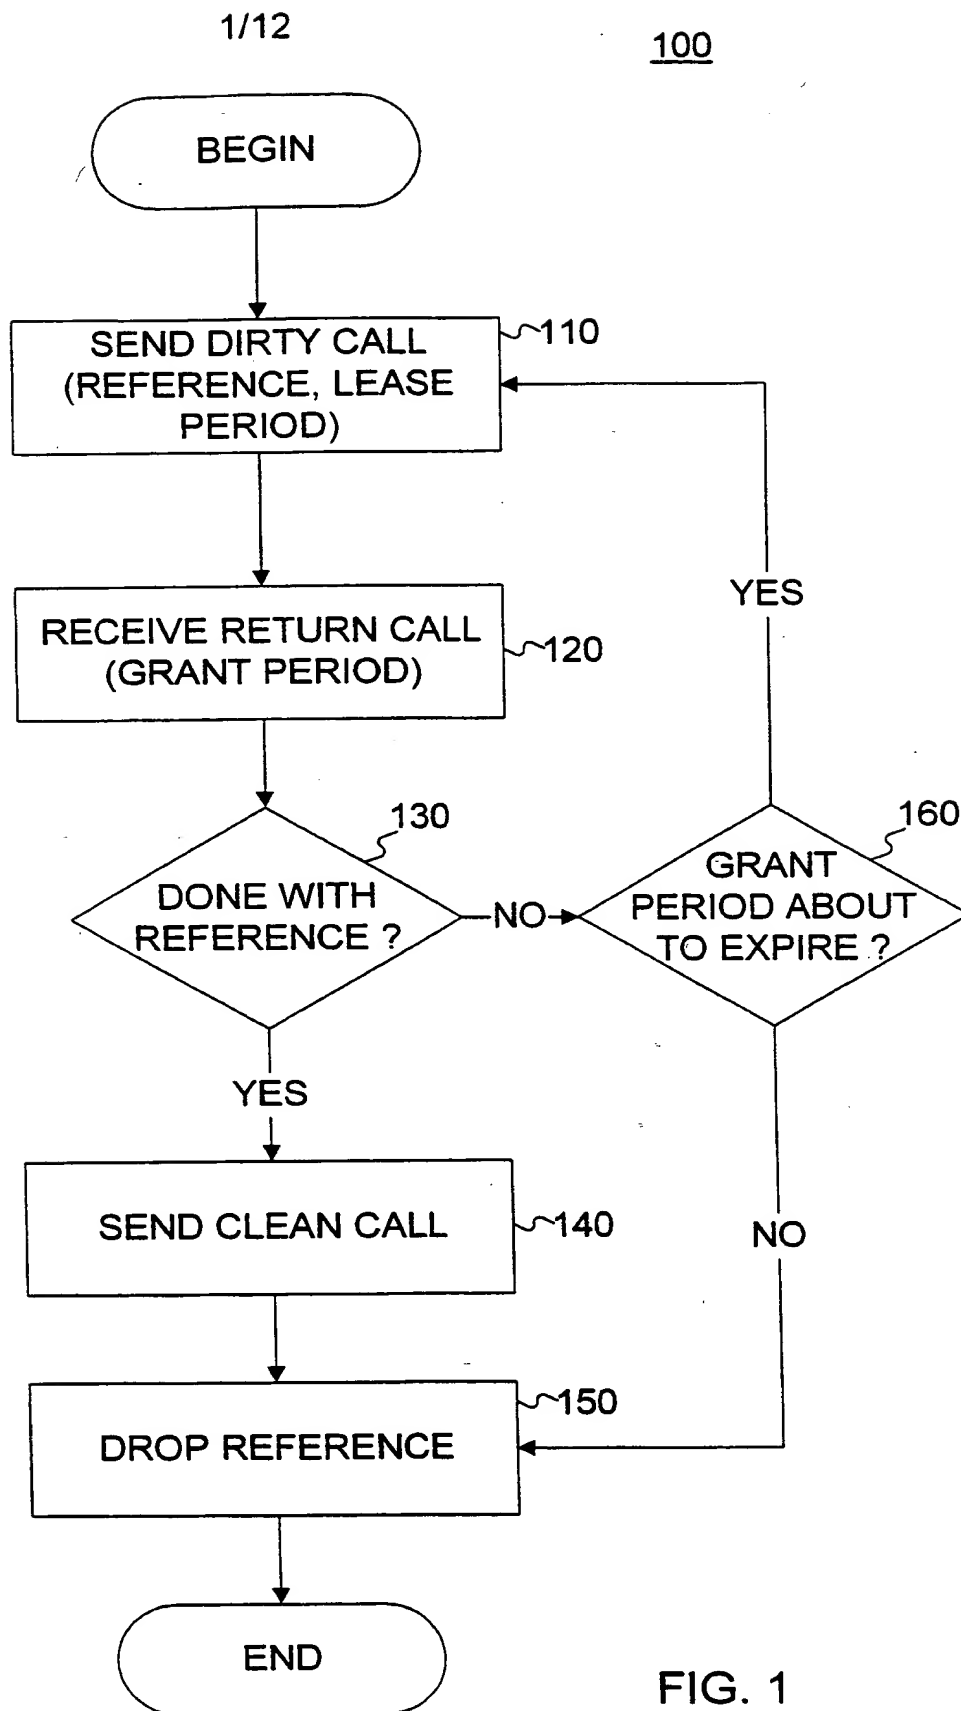 1/12
100
BEGIN
SEND DIRTY CALL
(REFERENCE, LEASE
PERIOD)
110
RECEIVE RETURN CALL
(GRANT PERIOD)
120
YES
130
DONE WITH
REFERENCE ?
NO
160
GRANT
PERIOD ABOUT
TO EXPIRE ?
YES
SEND CLEAN CALL
140
NO
DROP REFERENCE
150
END
FIG. 1